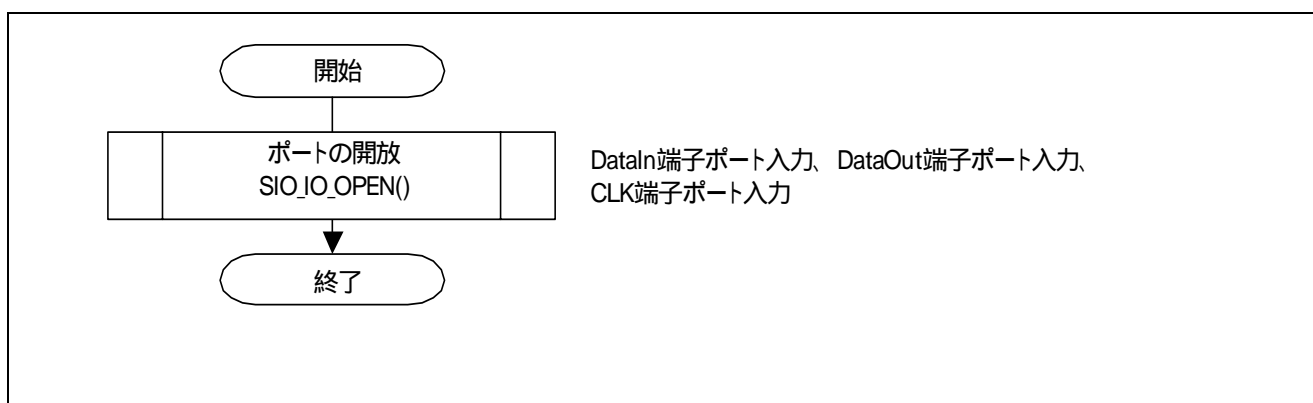 開始
ポートの開放
SIO_IO_OPEN()
DataIn端子ポート入力、DataOut端子ポート入力、
CLK端子ポート入力
終了